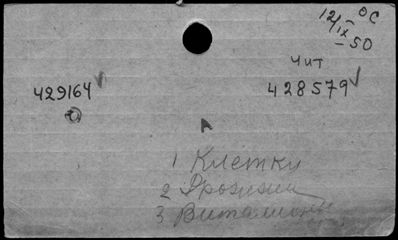 12/IX-50 ОС
чит
429164 428579
1 Клетки
2 Дрожжи
3 Витамины